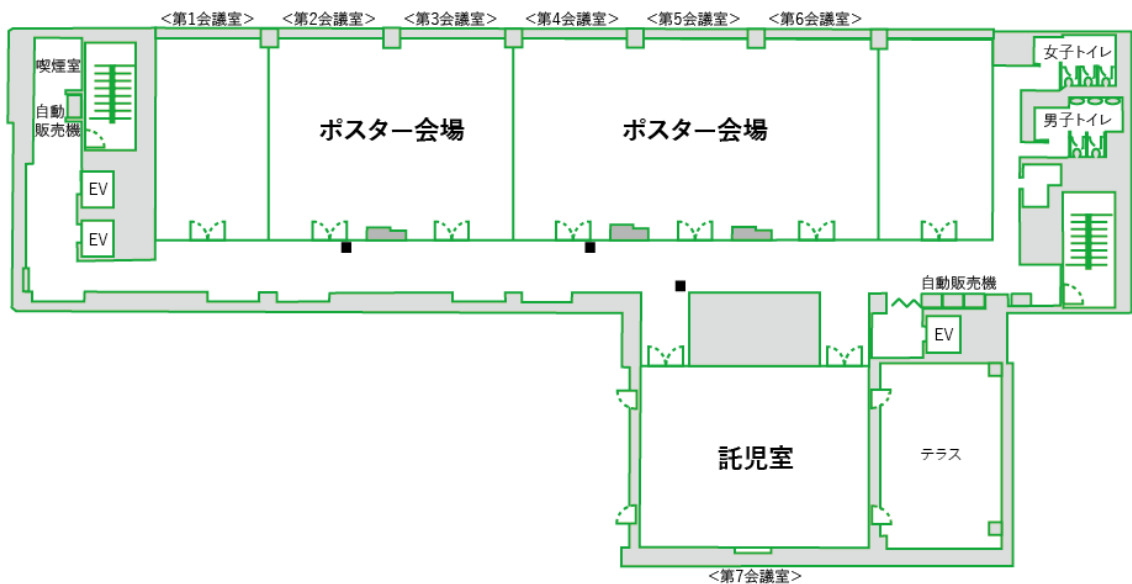 <第1会議室>
<第2会議室>
<第3会議室>
<第4会議室>
<第5会議室>
<第6会議室>
喫煙室
自動
販売機
EV
EV
ポスター会場
ポスター会場
女子トイレ
男子トイレ
自動販売機
EV
託児室
テラス
<第7会議室>